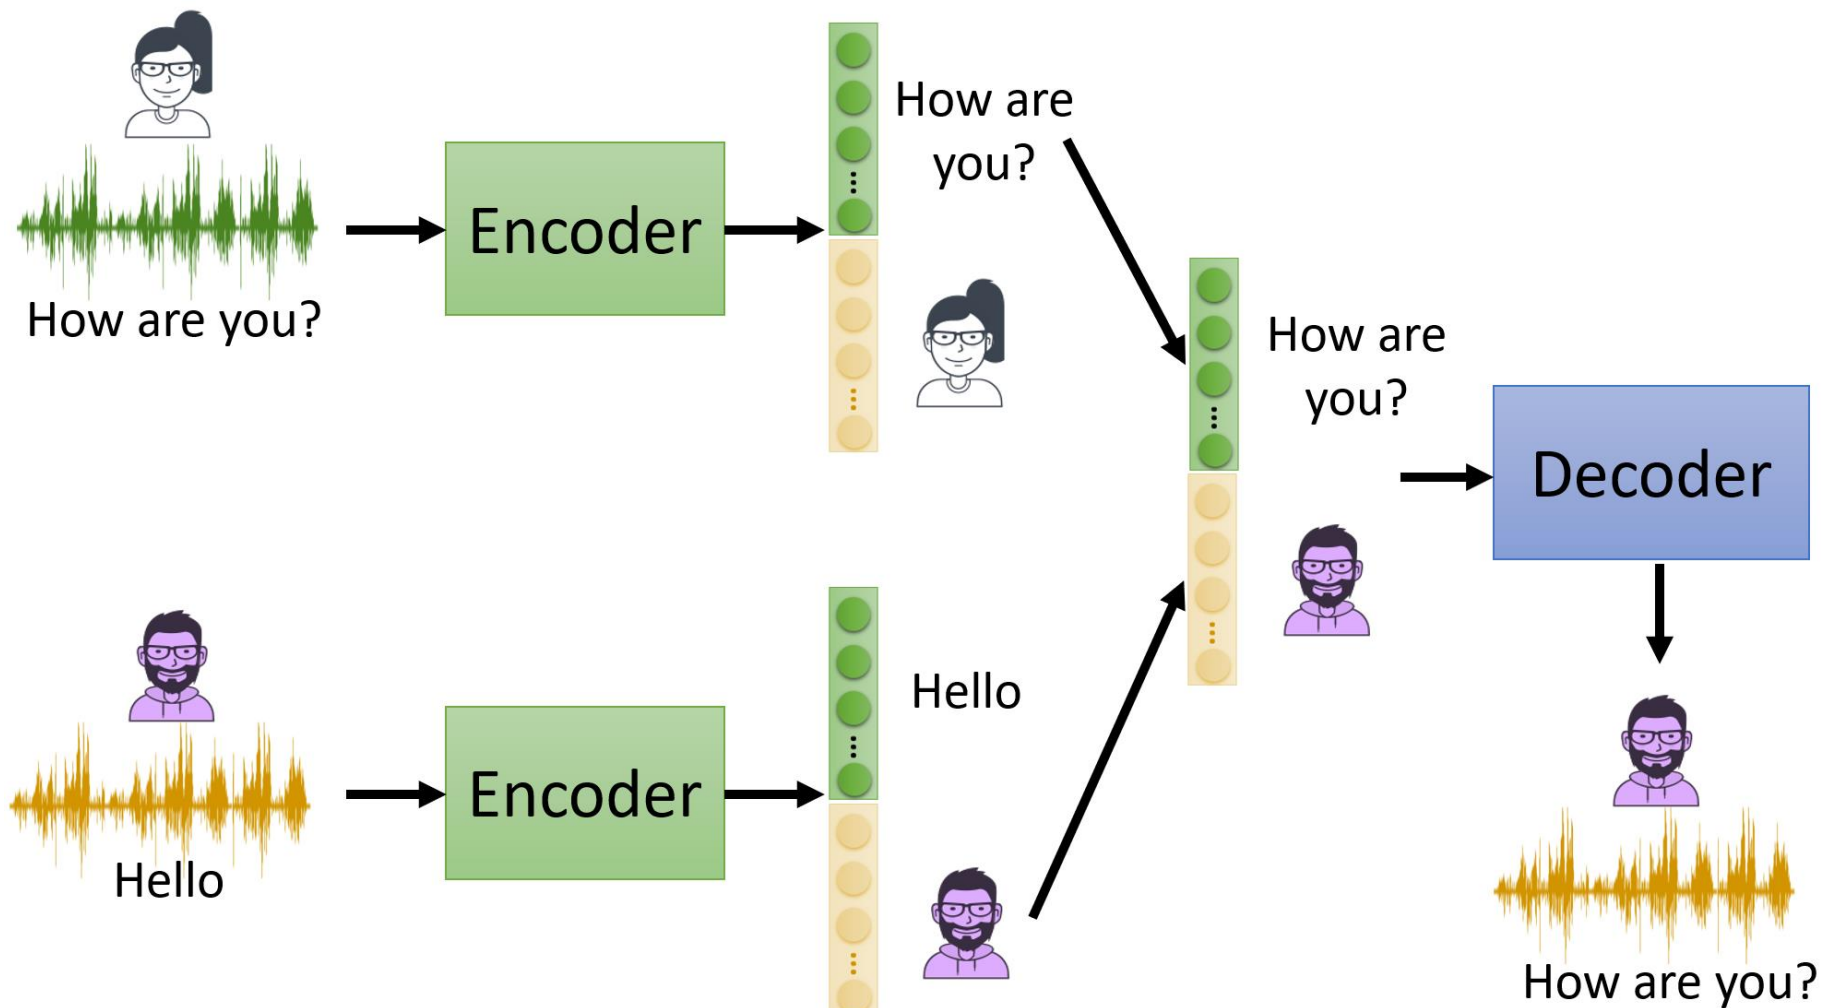 How are
you?
Encoder
How are you?
How are
you?
Decoder
Hello
Encoder
Hello
How are you?